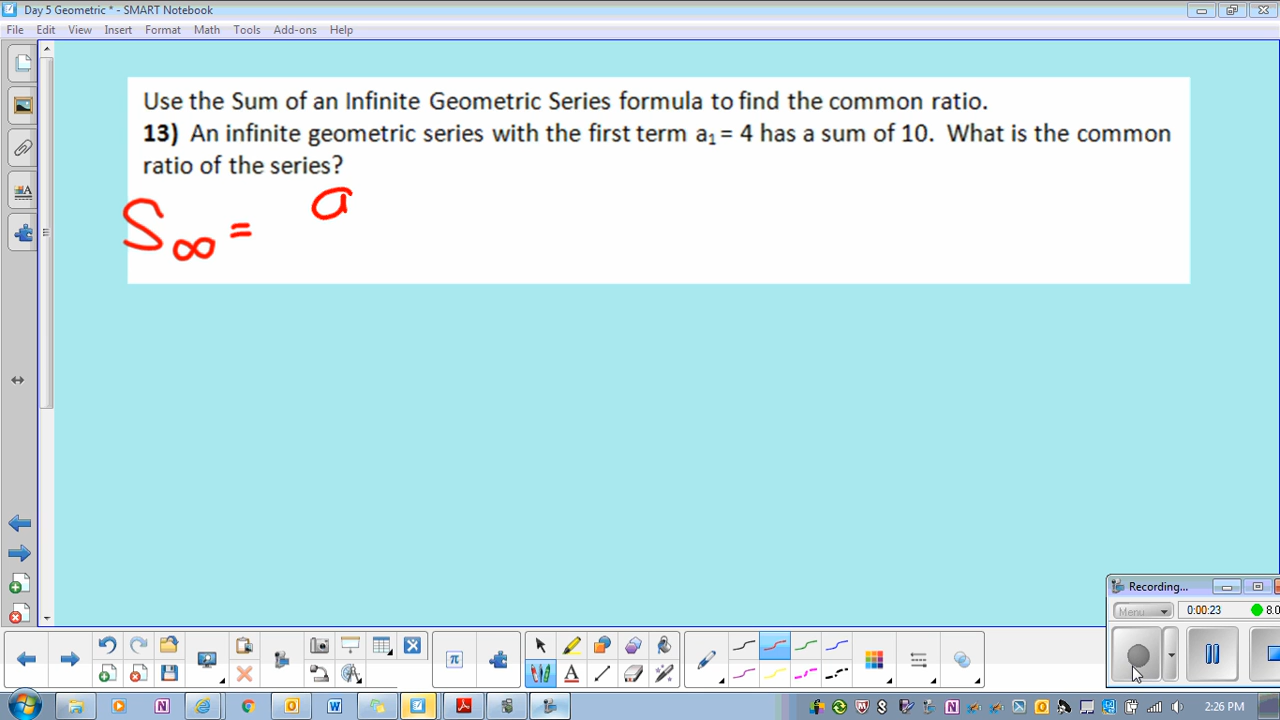 Day 5 Geometric * - SMART Notebook
File Edit View Insert Format Math Tools Add-ons Help
Use the Sum of an Infinite Geometric Series formula to find the common ratio.
13) An infinite geometric series with the first term a₁ = 4 has a sum of 10. What is the common
ratio of the series?
S∞ = a
Recording...
Menu 0:00:23 8.0
2:26 PM